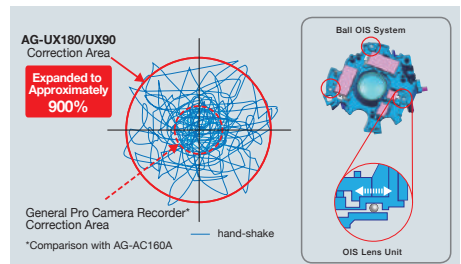 AG-UX180/UX90
Correction Area
Expanded to
Approximately
900%
General Pro Camera Recorder*
Correction Area
*Comparison with AG-AC160A
hand-shake
Ball OIS System
OIS Lens Unit